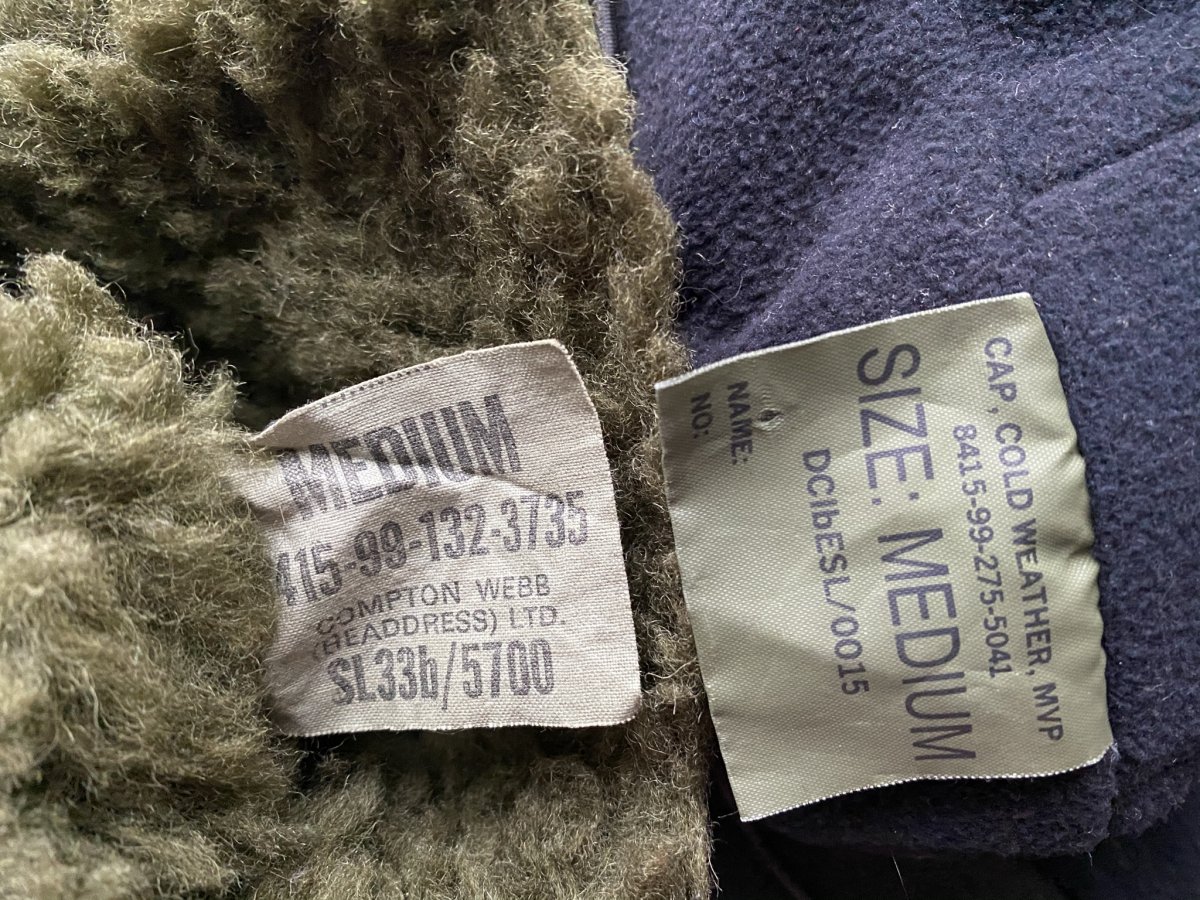 MEDIUM
415-99-132-3735
COMPTON WEBB
(HEADDRESS) LTD.
SL33b/5700
CAP, COLD WEATHER, MVP
8415-99-275-5041
SIZE: MEDIUM
DCIbESL/0015
NAME:
NO: